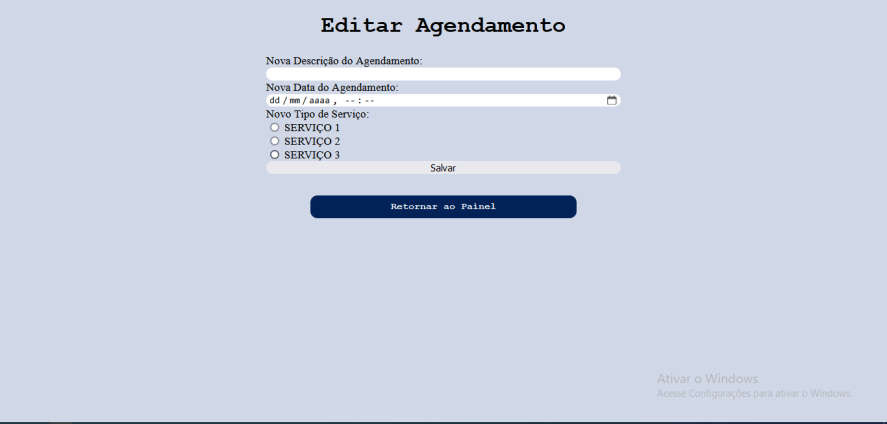 Editar Agendamento
Nova Descrição do Agendamento:
Nova Data do Agendamento:
dd/mm/aaaa, --:--
Novo Tipo de Serviço:
SERVIÇO 1
SERVIÇO 2
SERVIÇO 3
Salvar
Retornar ao Painel
Ativar o Windows
Acesse Configurações para ativar o Windows.